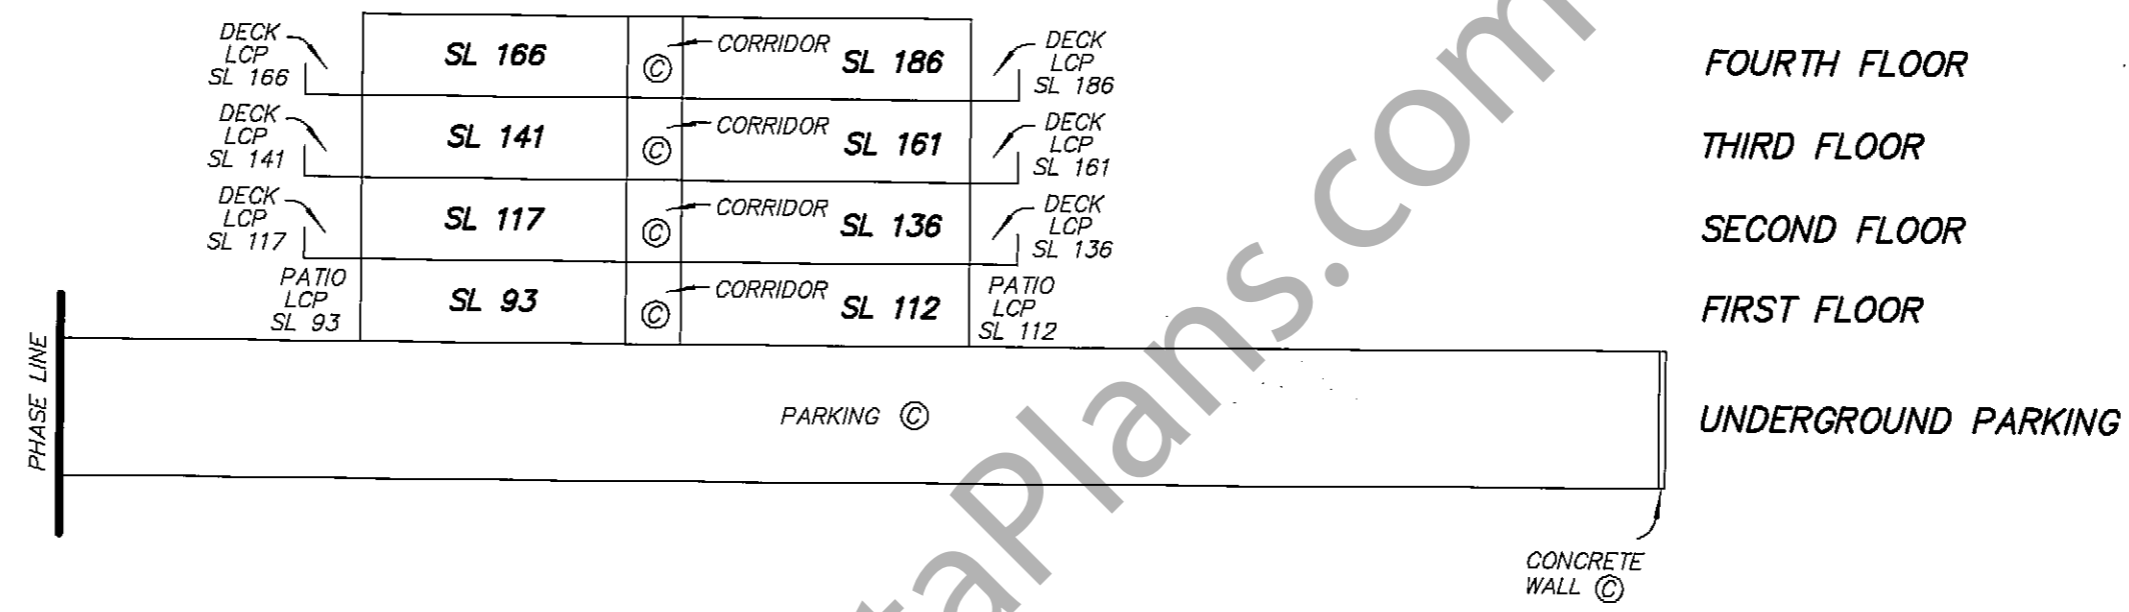 DECK
LCP
SL 166
SL 166
Ⓒ
CORRIDOR
SL 186
DECK
LCP
SL 186
FOURTH FLOOR
DECK
LCP
SL 141
SL 141
Ⓒ
CORRIDOR
SL 161
DECK
LCP
SL 161
THIRD FLOOR
DECK
LCP
SL 117
SL 117
Ⓒ
CORRIDOR
SL 136
DECK
LCP
SL 136
SECOND FLOOR
PATIO
LCP
SL 93
SL 93
Ⓒ
CORRIDOR
SL 112
PATIO
LCP
SL 112
FIRST FLOOR
PHASE LINE
PARKING Ⓒ
UNDERGROUND PARKING
CONCRETE
WALL Ⓒ
taPlans.com